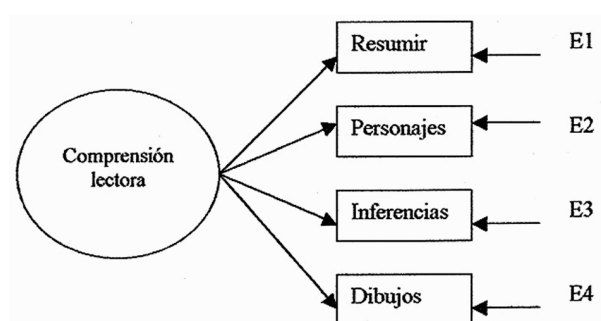 Resumir
E1
Personajes
E2
Comprensión
lectora
Inferencias
E3
Dibujos
E4